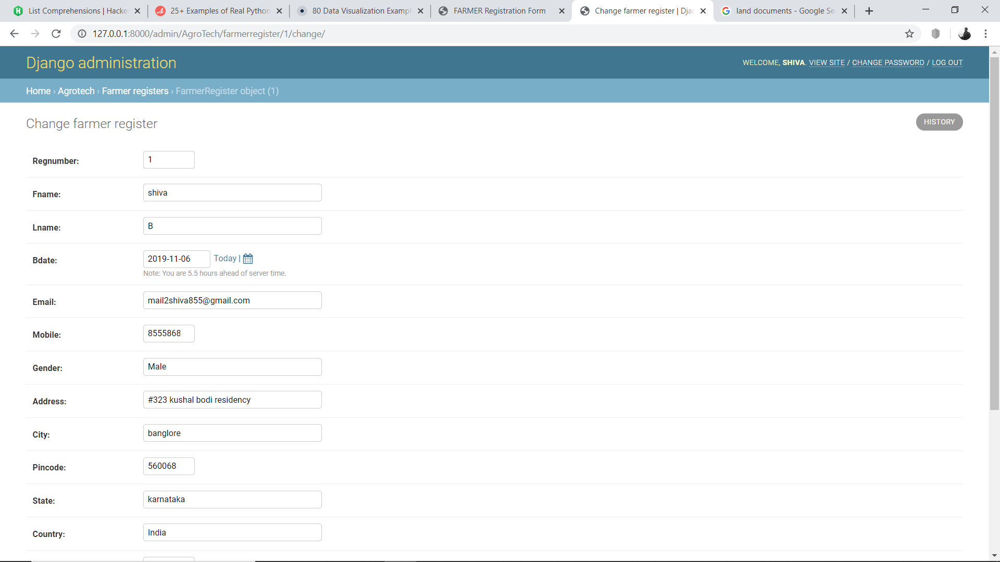 List Comprehensions | Hacke
25+ Examples of Real Python
80 Data Visualization Exampl
FARMER Registration Form
Change farmer register | Djan
land documents - Google Se
127.0.0.1:8000/admin/AgroTech/farmerregister/1/change/
Django administration
WELCOME, SHIVA. VIEW SITE / CHANGE PASSWORD / LOG OUT
Home › Agrotech › Farmer registers › FarmerRegister object (1)
Change farmer register
HISTORY
Regnumber: 1
Fname: shiva
Lname: B
Bdate: 2019-11-06 Today |
Note: You are 5.5 hours ahead of server time.
Email: mail2shiva855@gmail.com
Mobile: 8555868
Gender: Male
Address: #323 kushal bodi residency
City: banglore
Pincode: 560068
State: karnataka
Country: India